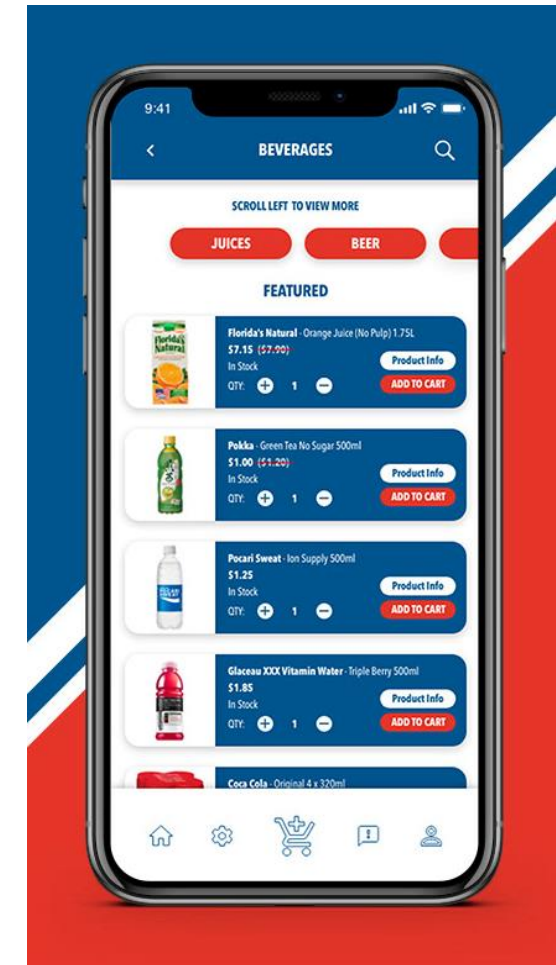 9:41
BEVERAGES
SCROLL LEFT TO VIEW MORE
JUICES
BEER
FEATURED
Florida's Natural
Florida's Natural - Orange Juice (No Pulp) 1.75L
$7.15 ($7.90)
In Stock
QTY: 1
Product Info
ADD TO CART
Pokka - Green Tea No Sugar 500ml
$1.00 ($1.20)
In Stock
QTY: 1
Product Info
ADD TO CART
POCARI SWEAT
Pocari Sweat - Ion Supply 500ml
$1.25
In Stock
QTY: 1
Product Info
ADD TO CART
Glaceau XXX Vitamin Water - Triple Berry 500ml
$1.85
In Stock
QTY: 1
Product Info
ADD TO CART
Coca Cola - Original 4 x 320ml